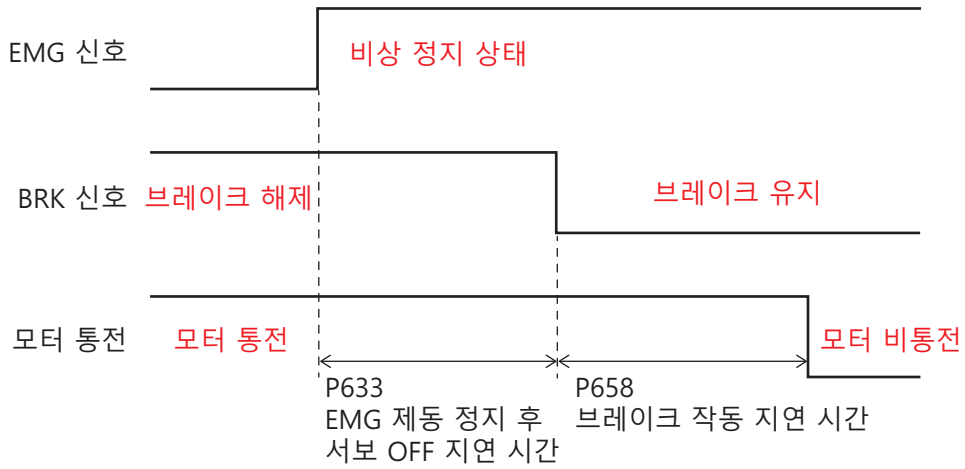 EMG 신호
비상 정지 상태
BRK 신호
브레이크 해제
브레이크 유지
모터 통전
모터 통전
모터 비통전
P633
EMG 제동 정지 후
서보 OFF 지연 시간
P658
브레이크 작동 지연 시간